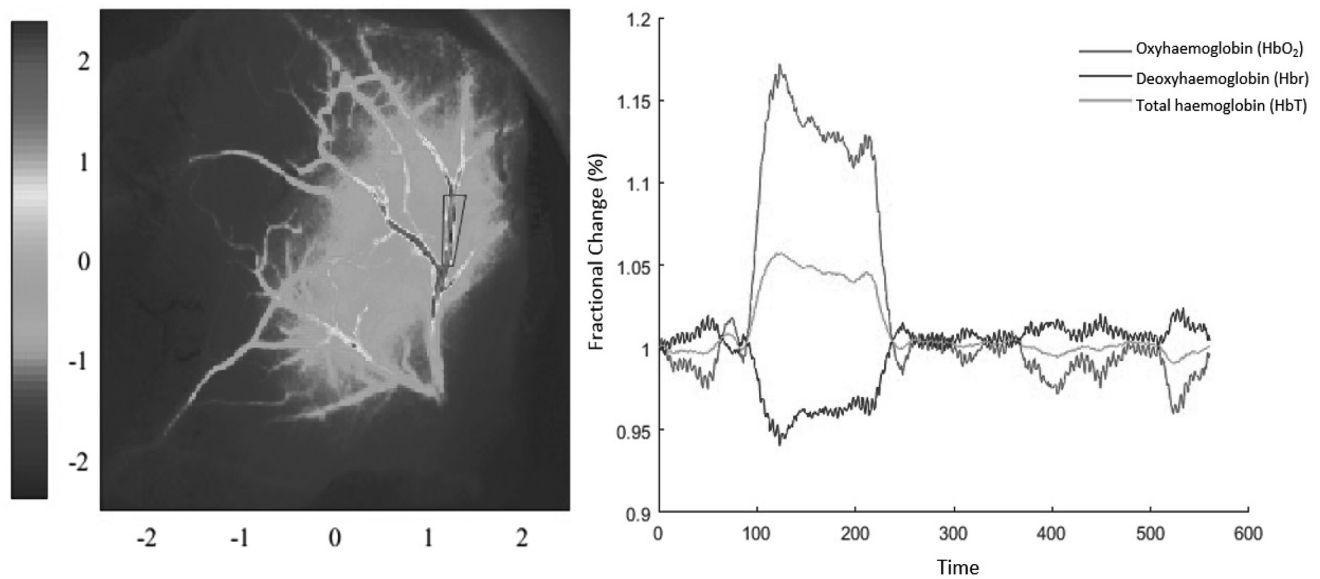 2
1
0
-1
-2
-2 -1 0 1 2
Fractional Change (%)
1.2
1.15
1.1
1.05
1
0.95
0.9
0 100 200 300 400 500 600
Time
Oxyhaemoglobin (HbO₂)
Deoxyhaemoglobin (Hbr)
Total haemoglobin (HbT)